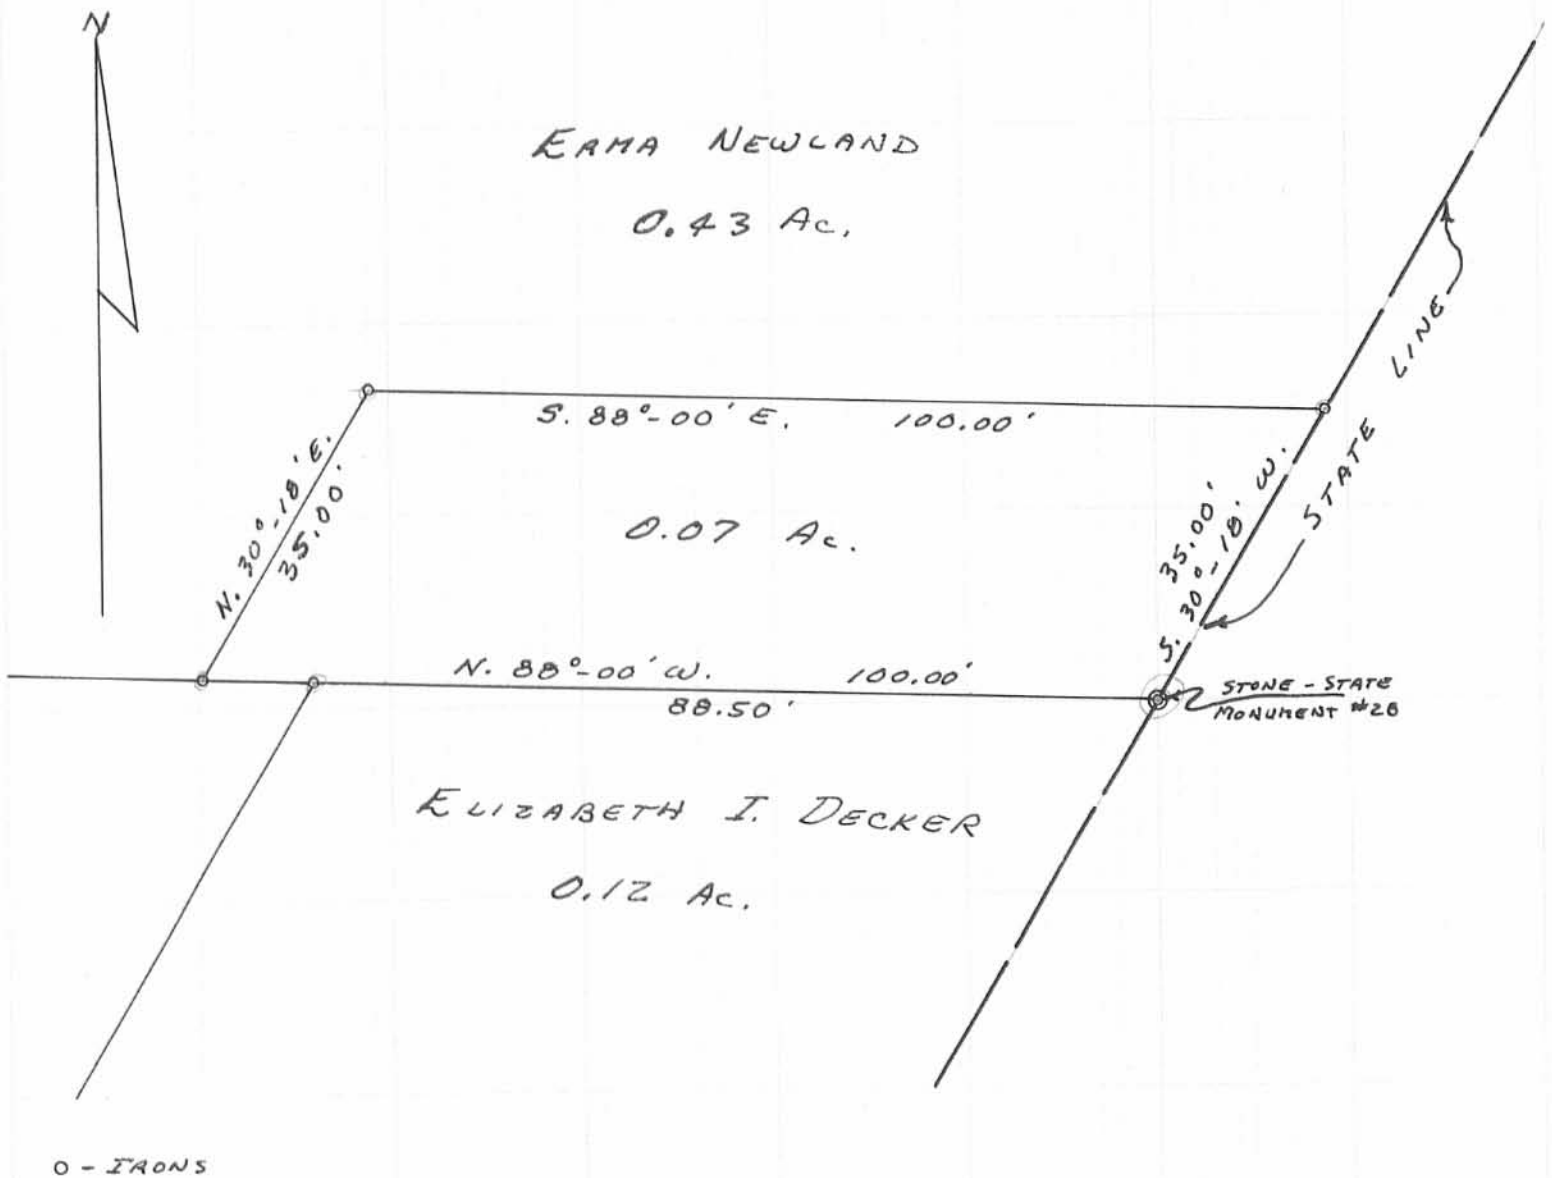 N
ERMA NEWLAND
0.43 Ac.
STATE LINE
S. 88°-00' E. 100.00'
N. 30°-18' E.
35.00'
0.07 Ac.
35.00'
S. 30°-18' W.
N. 88°-00' W. 100.00'
88.50'
STONE - STATE
MONUMENT #28
ELIZABETH I. DECKER
0.12 Ac.
O - IRONS